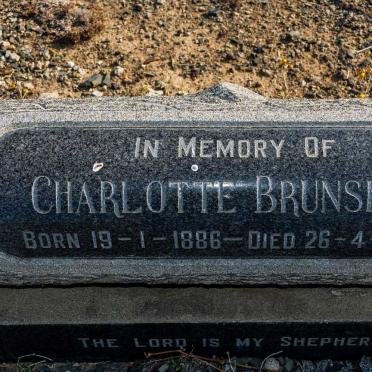 IN MEMORY OF
CHARLOTTE BRUNS
BORN 19-1-1886-DIED 26-4-
THE LORD IS MY SHEPHER